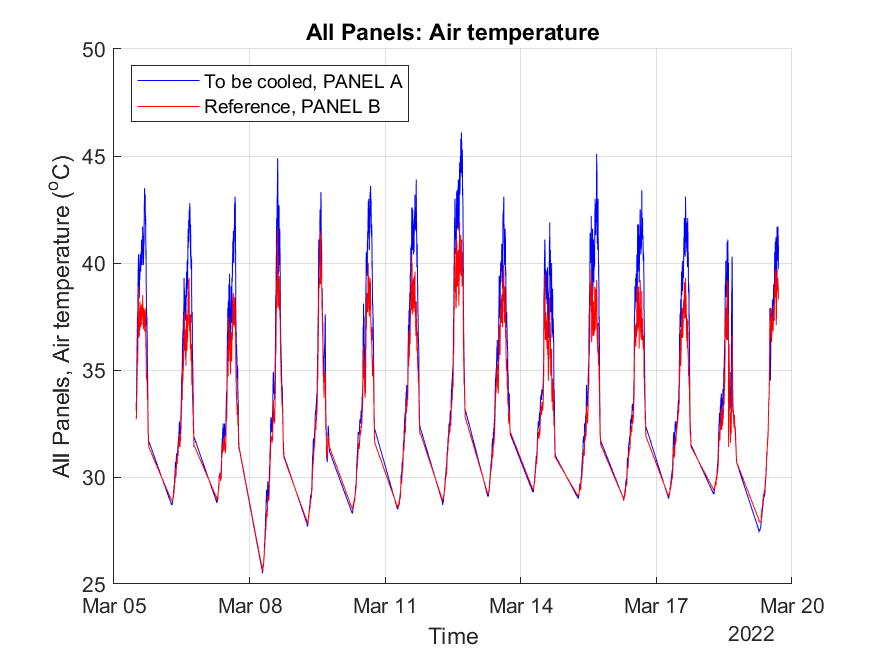 All Panels: Air temperature
50
45
40
35
30
25
All Panels, Air temperature (°C)
To be cooled, PANEL A
Reference, PANEL B
Mar 05 Mar 08 Mar 11 Mar 14 Mar 17 Mar 20
Time
2022